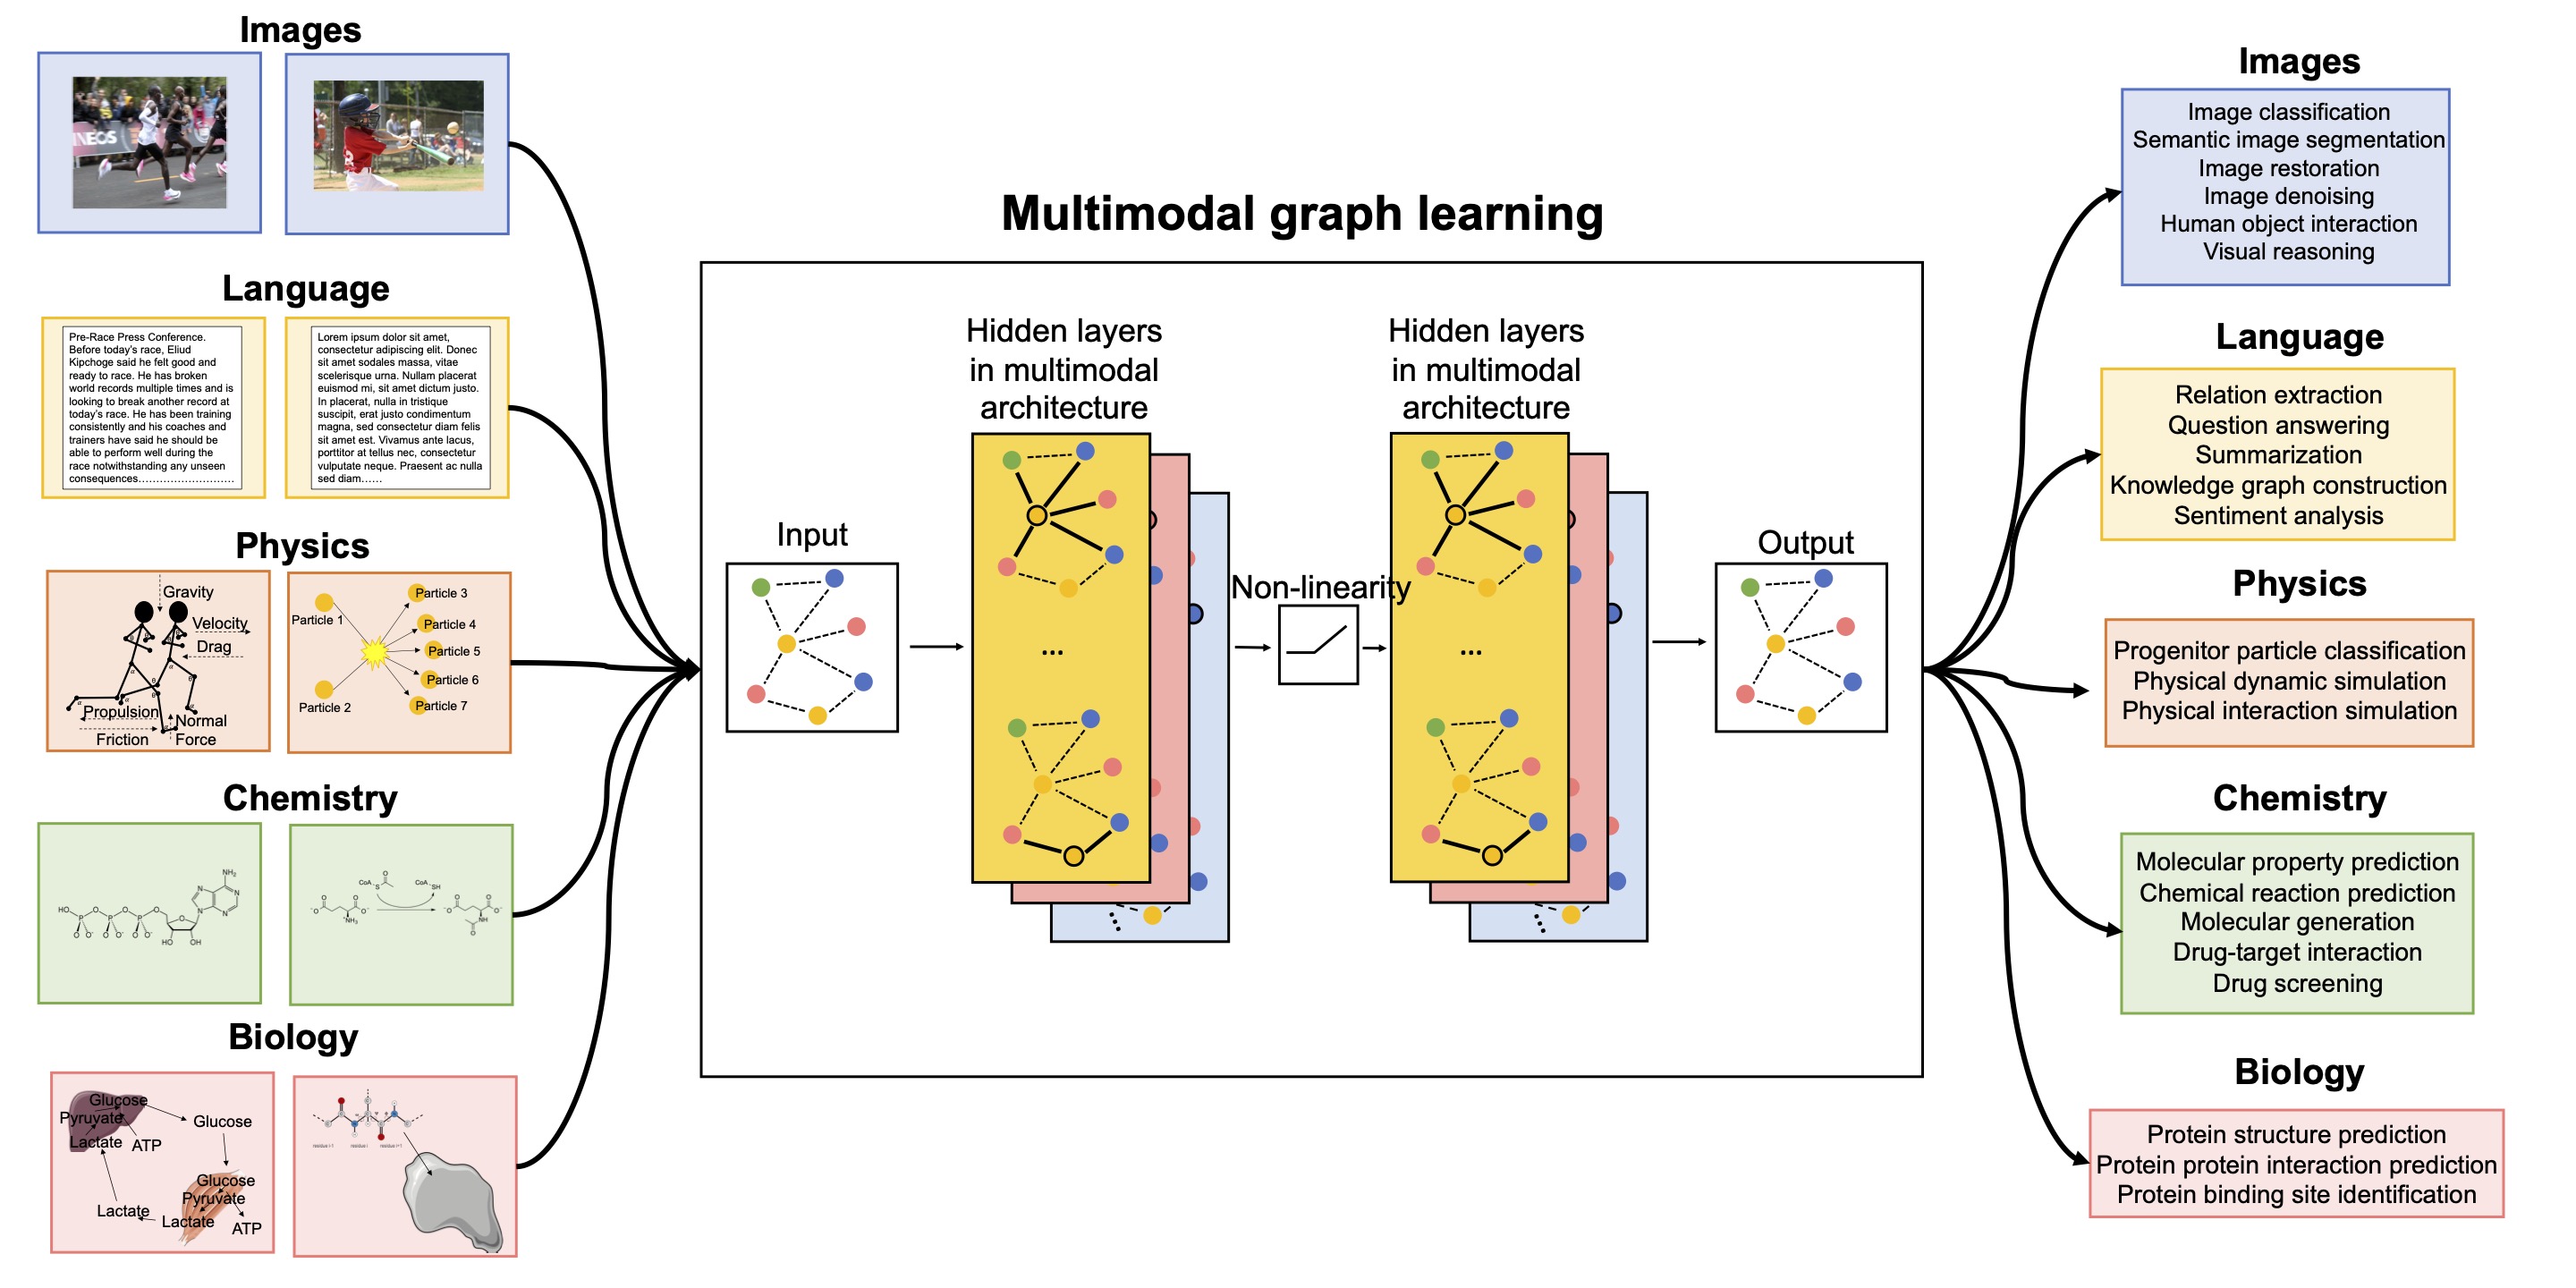 Images
INEOS
Language
Pre-Race Press Conference.
Before today's race, Eliud
Kipchoge said he felt good and
ready to race. He has broken
world records multiple times and is
looking to break another record at
today's race. He has been training
consistently and his coaches and
trainers have said he should be
able to perform well during the
race notwithstanding any unseen
consequences...........................
Lorem ipsum dolor sit amet,
consectetur adipiscing elit. Donec
sit amet sodales massa, vitae
scelerisque urna. Nullam placerat
euismod mi, sit amet dictum justo.
In placerat, nulla in tristique
suscipit, erat justo condimentum
magna, sed consectetur diam felis
sit amet est. Vivamus ante lacus,
porttitor at tellus nec, consectetur
vulputate neque. Praesent ac nulla
sed diam......
Physics
Gravity
Velocity
Drag
Propulsion
Normal
Force
Friction
Particle 1
Particle 2
Particle 3
Particle 4
Particle 5
Particle 6
Particle 7
Chemistry
HO
P
O
P
O
P
O
O
O-
O
O-
O
O-
O
HO
OH
N
N
N
N
NH₂
-O
O
O
O-
NH₃
CoA
S
O
CoA
SH
-O
O
O
O-
NH
O
Biology
Glucose
Pyruvate
Lactate
ATP
Glucose
Glucose
Pyruvate
Lactate
ATP
Lactate
residue i-1
residue i
residue i+1
Multimodal graph learning
Input
Hidden layers
in multimodal
architecture
...
Non-linearity
Hidden layers
in multimodal
architecture
...
Output
Images
Image classification
Semantic image segmentation
Image restoration
Image denoising
Human object interaction
Visual reasoning
Language
Relation extraction
Question answering
Summarization
Knowledge graph construction
Sentiment analysis
Physics
Progenitor particle classification
Physical dynamic simulation
Physical interaction simulation
Chemistry
Molecular property prediction
Chemical reaction prediction
Molecular generation
Drug-target interaction
Drug screening
Biology
Protein structure prediction
Protein protein interaction prediction
Protein binding site identification